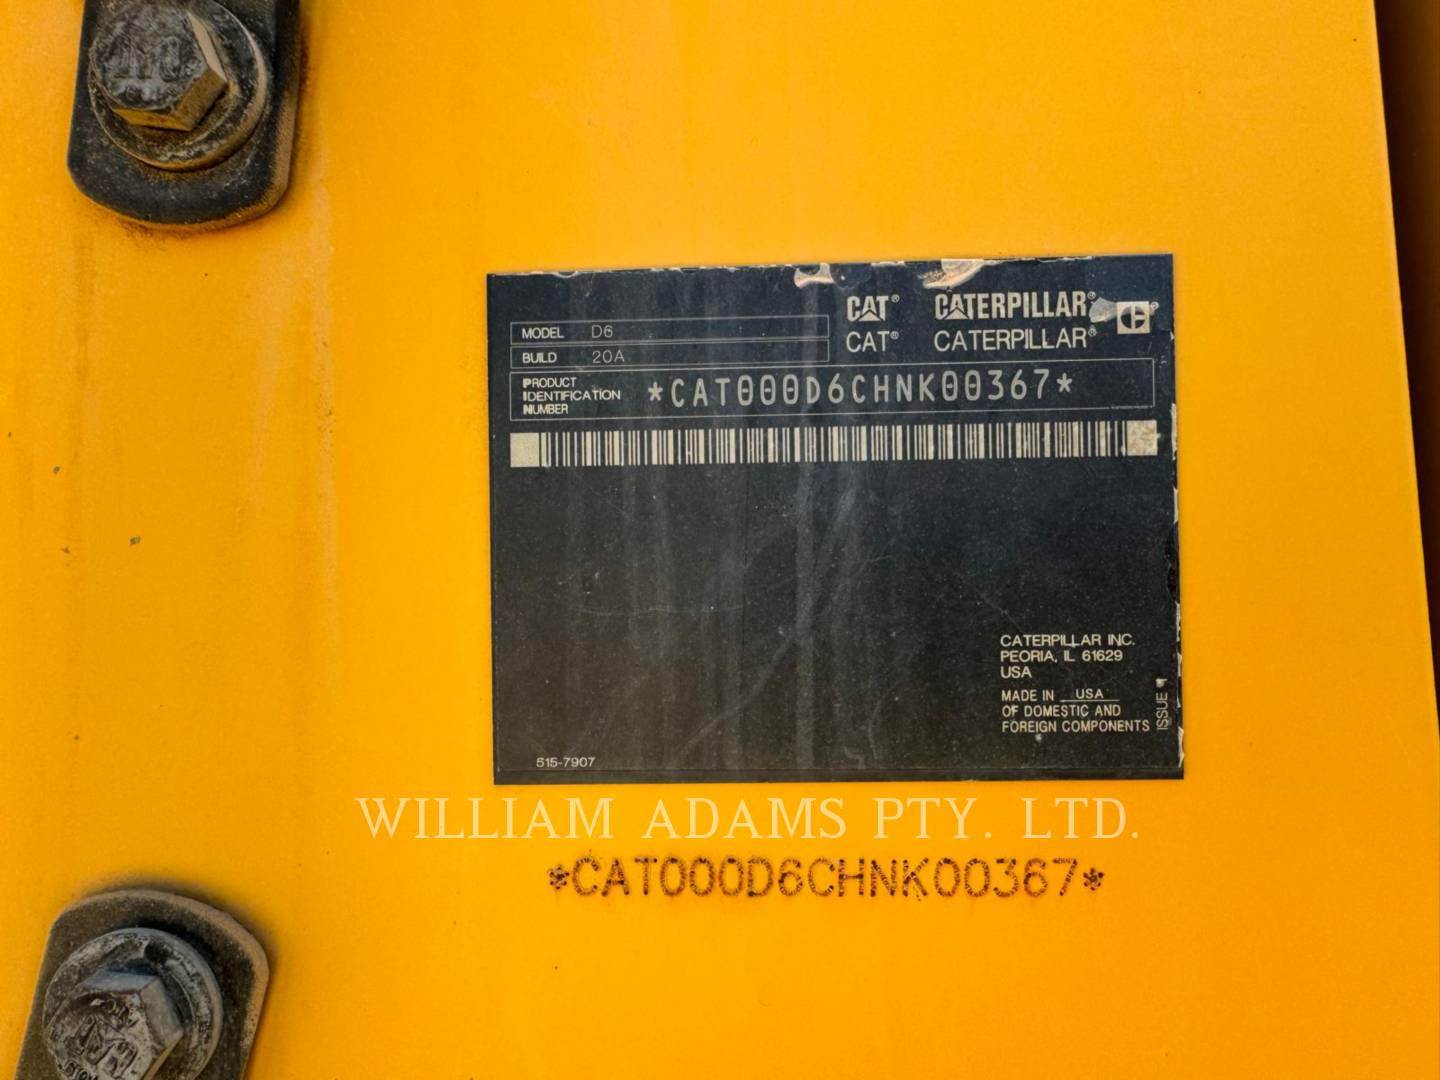 CAT® CATERPILLAR®
MODEL D6
CAT® CATERPILLAR®
BUILD 20A
PRODUCT
IDENTIFICATION
NUMBER
*CAT000D6CHNK00367*
CATERPILLAR INC.
PEORIA, IL 61629
USA
MADE IN USA
OF DOMESTIC AND
FOREIGN COMPONENTS
ISSUE 1
515-7907
WILLIAM ADAMS PTY. LTD.
*CAT000D6CHNK00367*